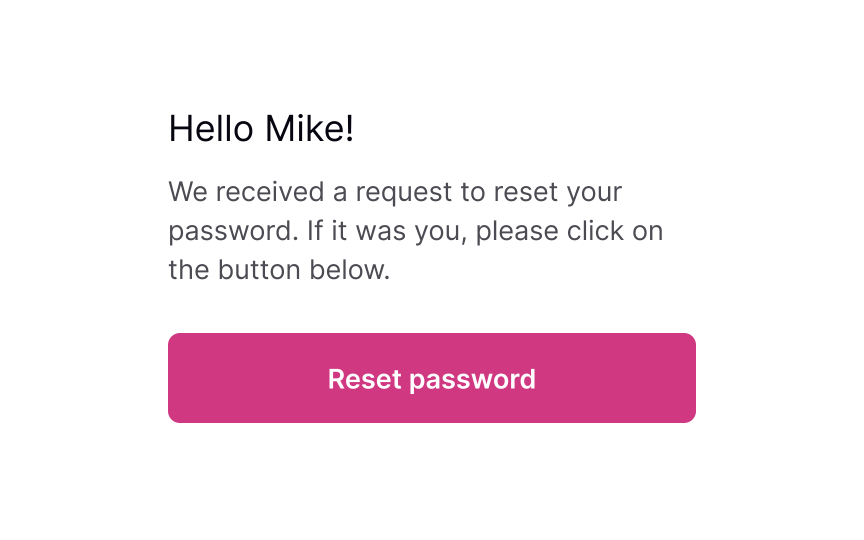 Hello Mike!
We received a request to reset your
password. If it was you, please click on
the button below.
Reset password